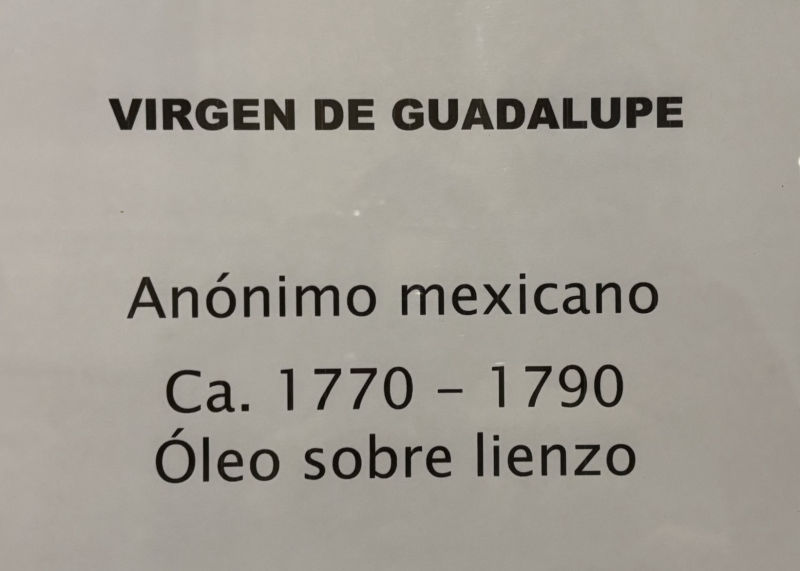 VIRGEN DE GUADALUPE
Anónimo mexicano
Ca. 1770 – 1790
Óleo sobre lienzo